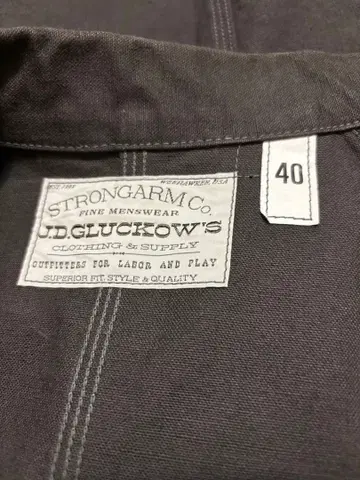 STRONGARM CO.
FINE MENSWEAR
J.D.GLUCKOW'S
CLOTHING & SUPPLY
OUTFITTERS FOR LABOR AND PLAY
SUPERIOR FIT, STYLE & QUALITY
40